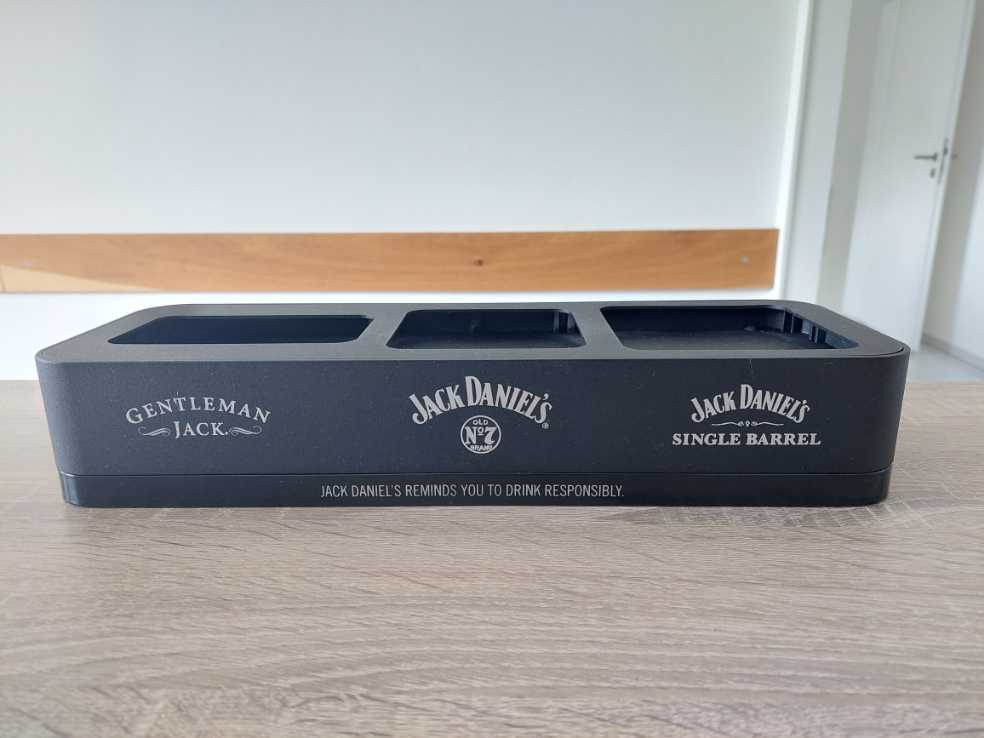 GENTLEMAN
JACK.
JACK DANIEL'S
OLD
Nº7
BRAND
JACK DANIEL'S
SINGLE BARREL
JACK DANIEL'S REMINDS YOU TO DRINK RESPONSIBLY.